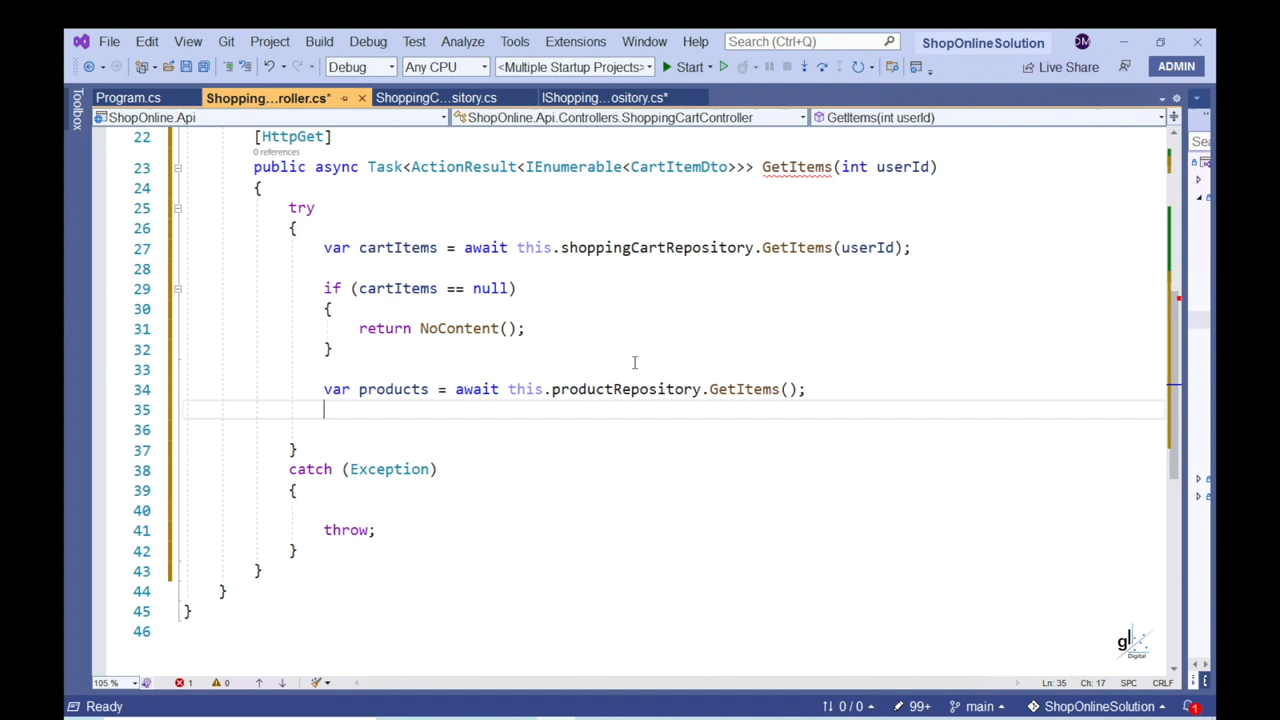 File Edit View Git Project Build Debug Test Analyze Tools Extensions Window Help Search (Ctrl+Q) ShopOnlineSolution DM
Debug Any CPU <Multiple Startup Projects> Start Live Share ADMIN
Toolbox
Program.cs Shopping...roller.cs* ShoppingC...sitory.cs* IShopping...ository.cs*
ShopOnline.Api ShopOnline.Api.Controllers.ShoppingCartController GetItems(int userId)
22 [HttpGet]
0 references
23 public async Task<ActionResult<IEnumerable<CartItemDto>>> GetItems(int userId)
24 {
25 try
26 {
27 var cartItems = await this.shoppingCartRepository.GetItems(userId);
28
29 if (cartItems == null)
30 {
31 return NoContent();
32 }
33
34 var products = await this.productRepository.GetItems();
35
36
37 }
38 catch (Exception)
39 {
40
41 throw;
42 }
43 }
44 }
45 }
46
gl Digital
105 % 1 0 Ln: 35 Ch: 17 SPC CRLF
Ready 0 / 0 99+ main ShopOnlineSolution 1